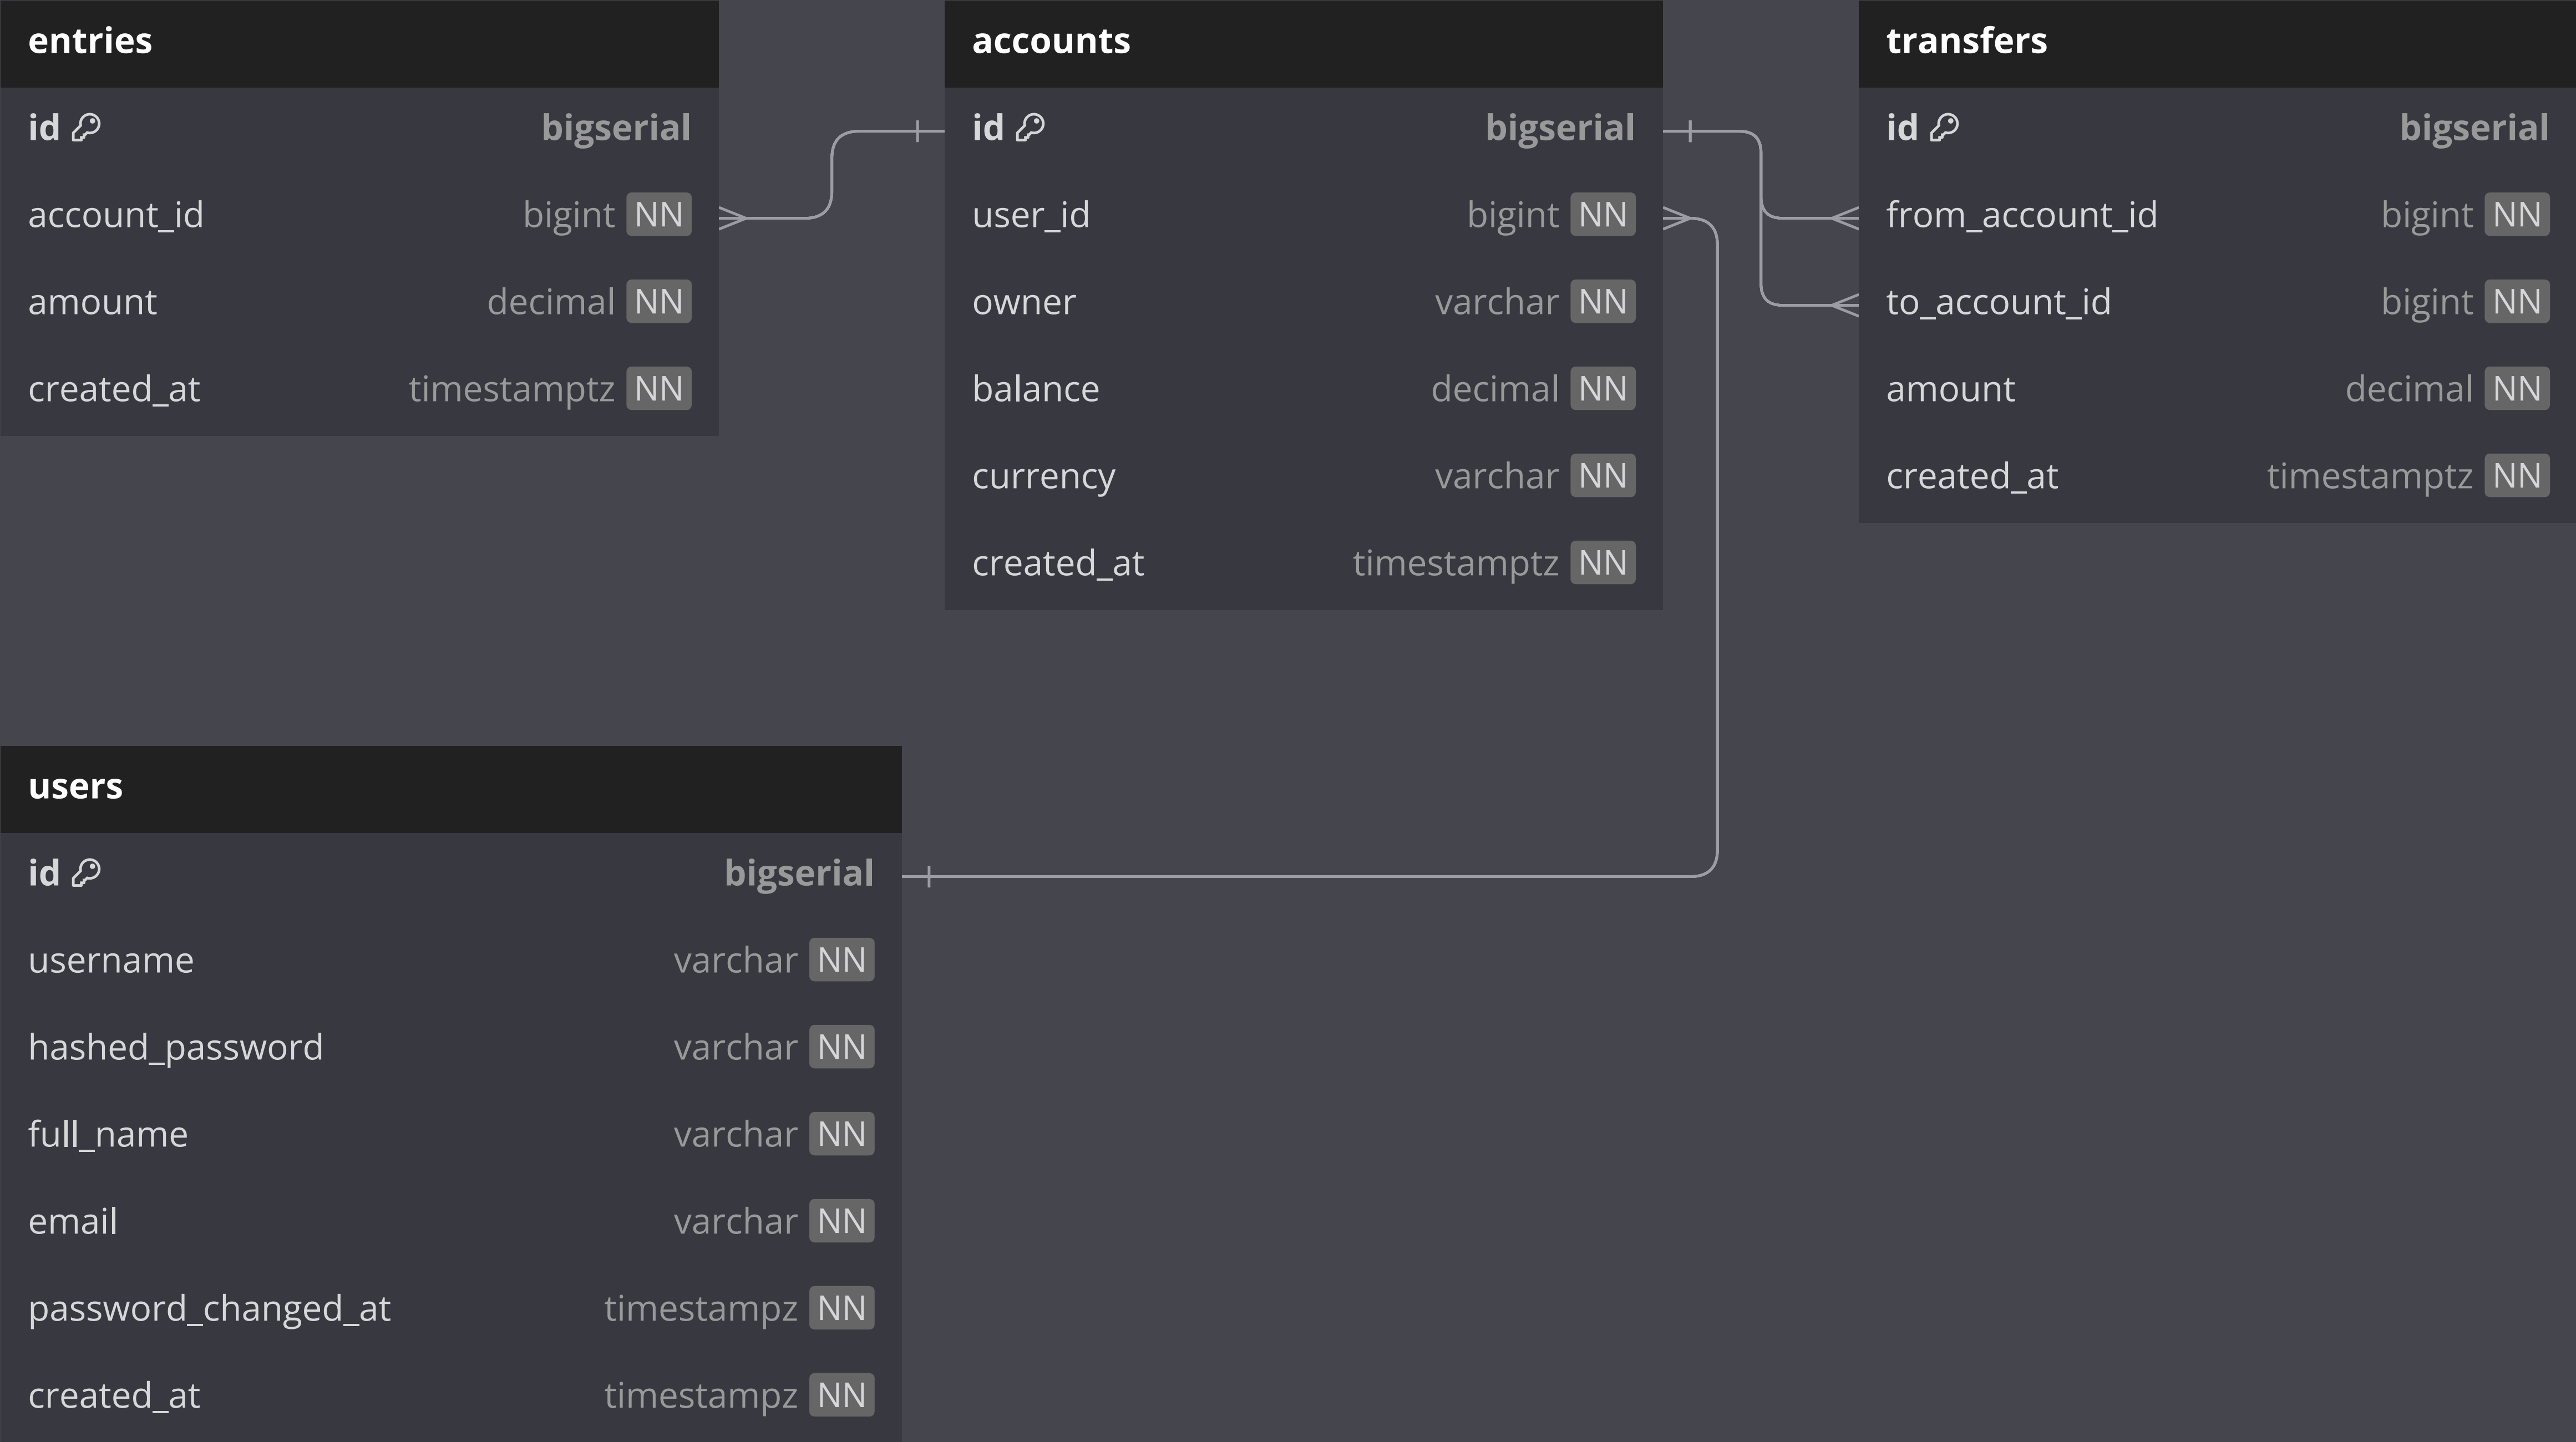 entries
id bigserial
account_id bigint NN
amount decimal NN
created_at timestamptz NN
accounts
id bigserial
user_id bigint NN
owner varchar NN
balance decimal NN
currency varchar NN
created_at timestamptz NN
transfers
id bigserial
from_account_id bigint NN
to_account_id bigint NN
amount decimal NN
created_at timestamptz NN
users
id bigserial
username varchar NN
hashed_password varchar NN
full_name varchar NN
email varchar NN
password_changed_at timestampz NN
created_at timestampz NN